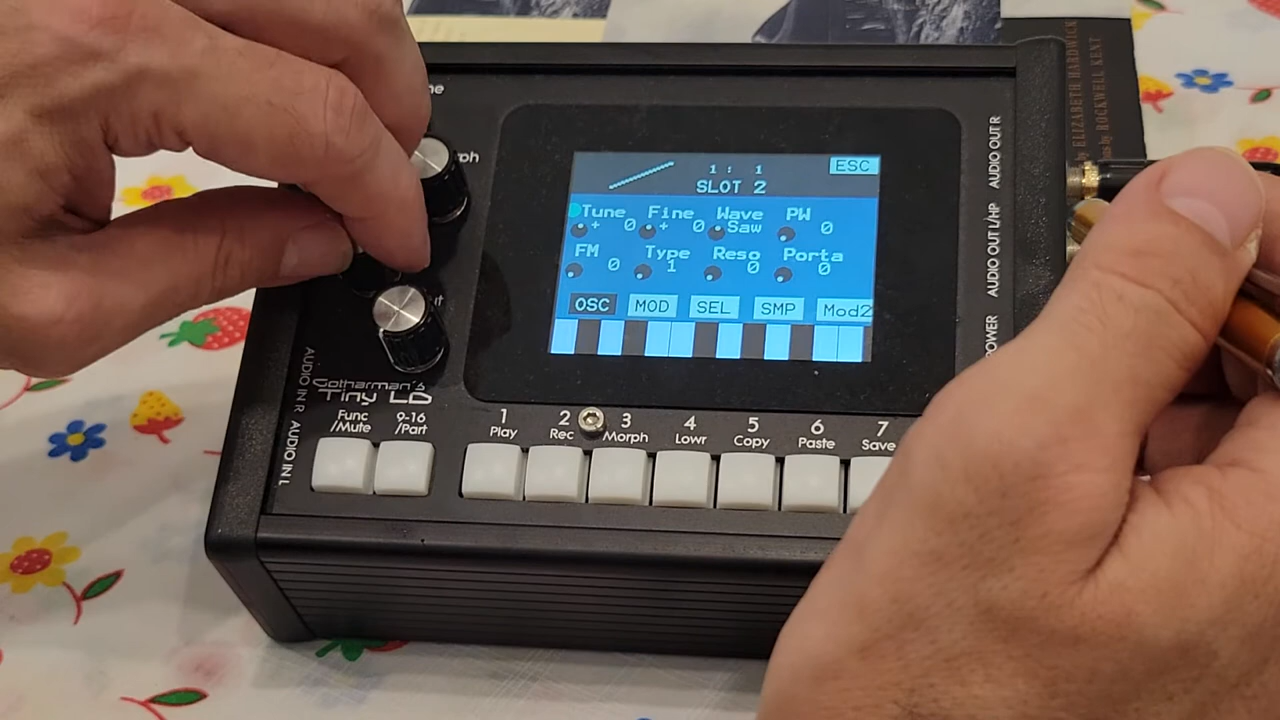 1: 1
ESC
SLOT 2
Tune Fine Wave PW
+ 0 + 0 Saw 0
FM Type Reso Porta
0 1 0 0
OSC MOD SEL SMP Mod2
Gotharman's
Tiny LD
Func
/Mute
9-16
/Part
1
Play
2
Rec
3
Morph
4
Lowr
5
Copy
6
Paste
7
Save
AUDIO IN R
AUDIO IN L
AUDIO OUT R
AUDIO OUT L/HP
ELIZABETH HARDWICK
ROCKWELL KENT